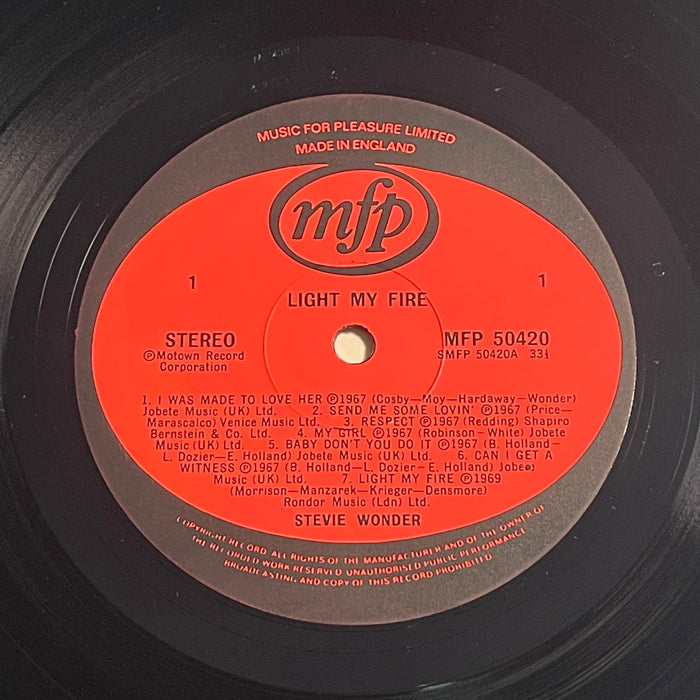 MUSIC FOR PLEASURE LIMITED
MADE IN ENGLAND
mfp
1
1
LIGHT MY FIRE
STEREO
MFP 50420
℗Motown Record
Corporation
SMFP 50420A 33⅓
1. I WAS MADE TO LOVE HER ℗1967 (Cosby—Moy—Hardaway—Wonder)
Jobete Music (UK) Ltd. 2. SEND ME SOME LOVIN' ℗1967 (Price—
Marascalco) Venice Music Ltd. 3. RESPECT ℗1967 (Redding) Shapiro
Bernstein & Co. Ltd. 4. MY GIRL ℗1967 (Robinson-White) Jobete
Music (UK) Ltd. 5. BABY DON'T YOU DO IT ℗1967 (B. Holland—
L. Dozier—E. Holland) Jobete Music (UK) Ltd. 6. CAN I GET A
WITNESS ℗1967 (B. Holland—L. Dozier—E. Holland) Jobete
Music (UK) Ltd. 7. LIGHT MY FIRE ℗1969
(Morrison—Manzarek—Krieger—Densmore)
Rondor Music (Ldn) Ltd.
STEVIE WONDER
COPYRIGHT RECORD ALL RIGHTS OF THE MANUFACTURER AND OF THE OWNER OF
THE RECORDED WORK RESERVED UNAUTHORISED PUBLIC PERFORMANCE
BROADCASTING AND COPY OF THIS RECORD PROHIBITED